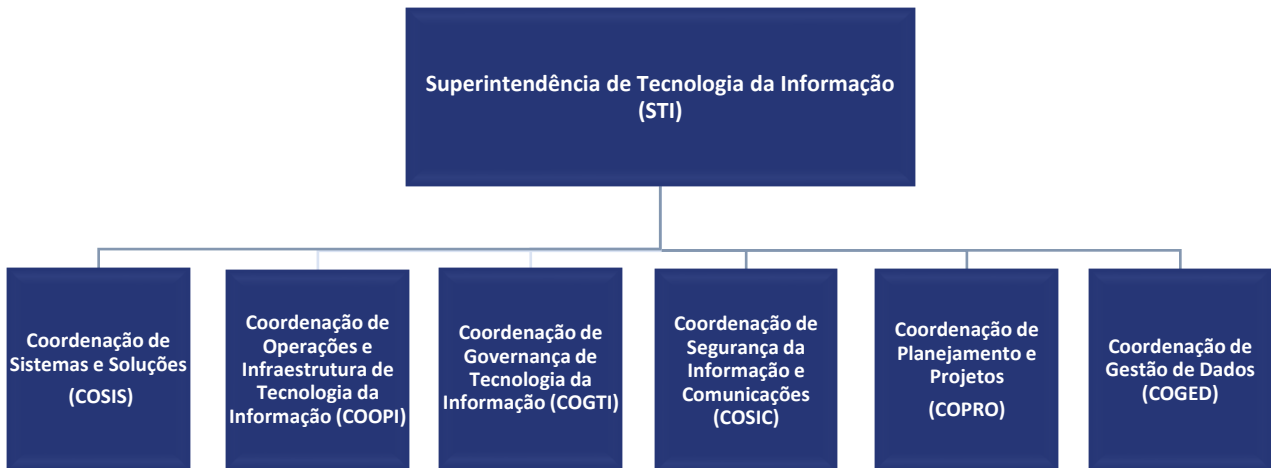 Superintendência de Tecnologia da Informação
(STI)
Coordenação de
Sistemas e Soluções
(COSIS)
Coordenação de
Operações e
Infraestrutura de
Tecnologia da
Informação (COOPI)
Coordenação de
Governança de
Tecnologia da
Informação (COGTI)
Coordenação de
Segurança da
Informação e
Comunicações
(COSIC)
Coordenação de
Planejamento e
Projetos
(COPRO)
Coordenação de
Gestão de Dados
(COGED)